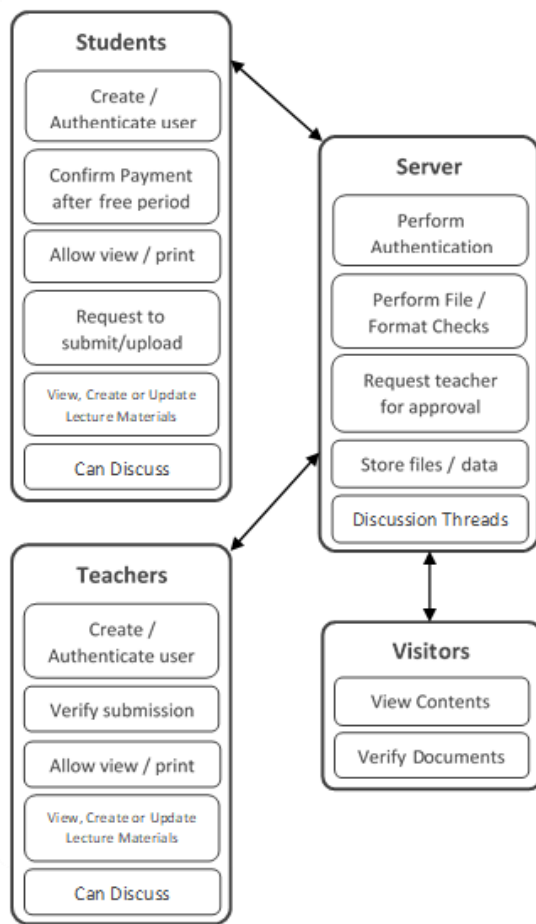 Students
Create /
Authenticate user
Confirm Payment
after free period
Allow view / print
Request to
submit/upload
View, Create or Update
Lecture Materials
Can Discuss
Server
Perform
Authentication
Perform File /
Format Checks
Request teacher
for approval
Store files / data
Discussion Threads
Teachers
Create /
Authenticate user
Verify submission
Allow view / print
View, Create or Update
Lecture Materials
Can Discuss
Visitors
View Contents
Verify Documents